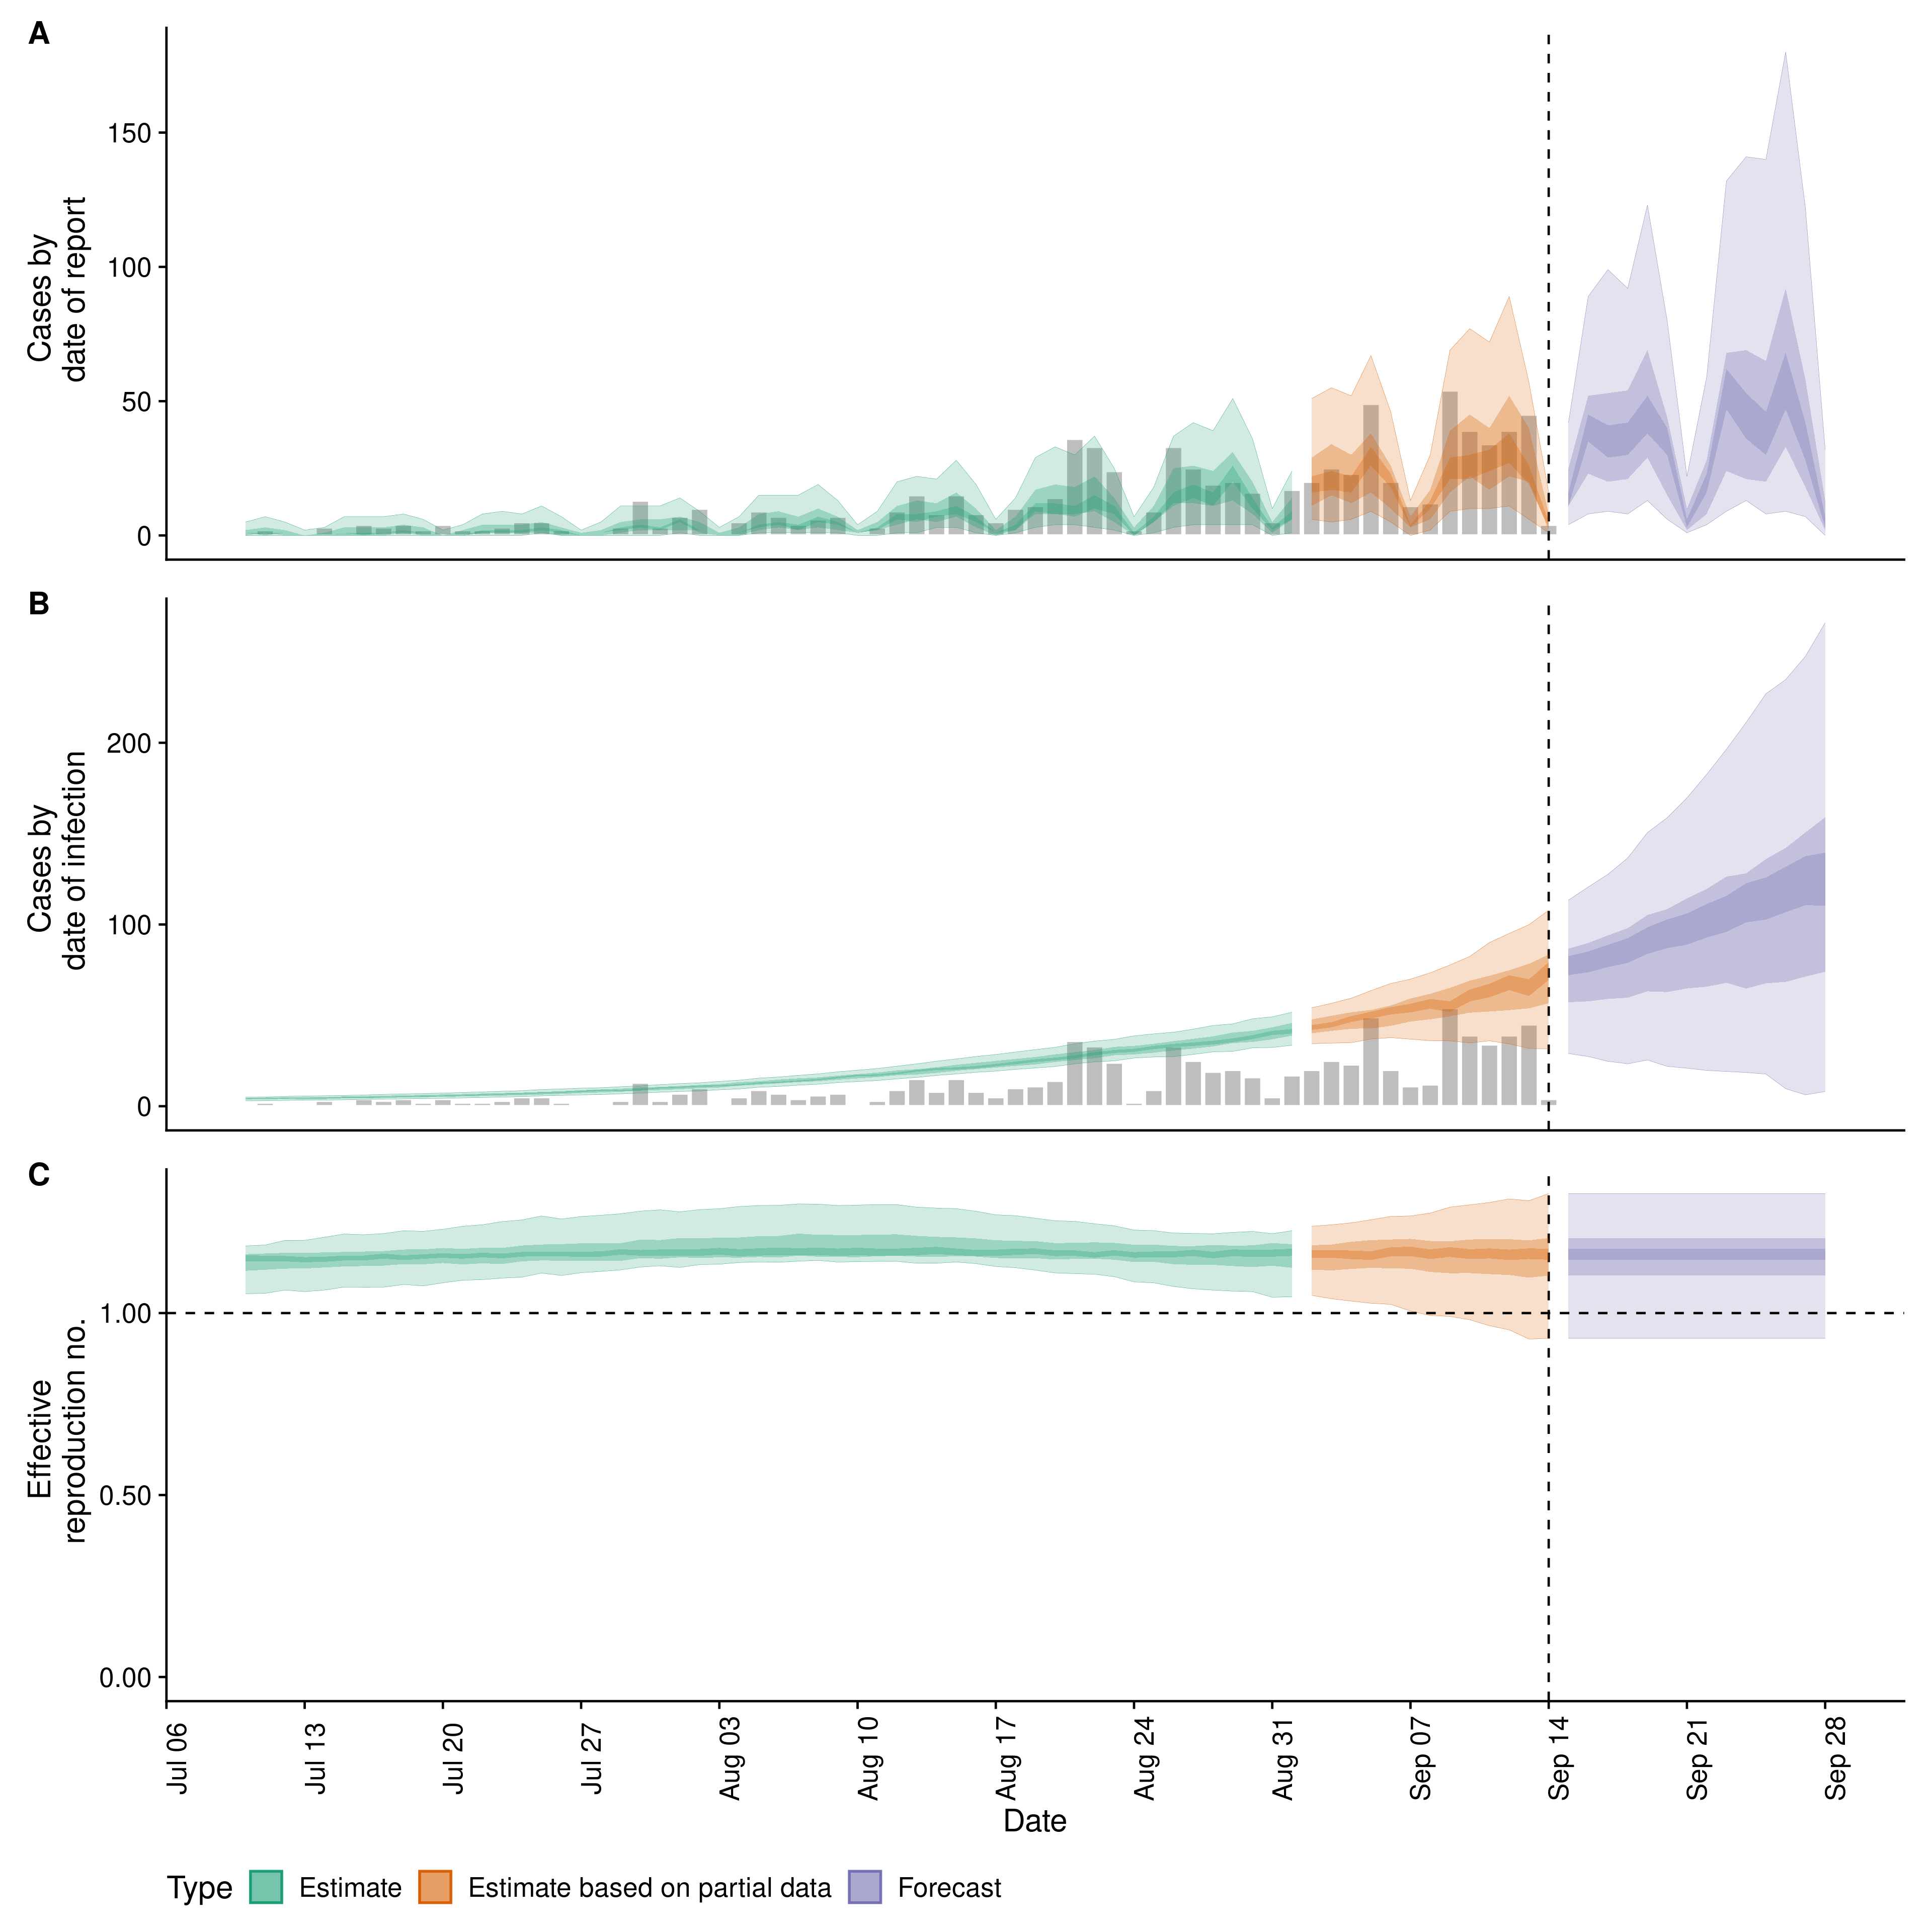 A
Cases by
date of report
150
100
50
0
B
Cases by
date of infection
200
100
0
C
Effective
reproduction no.
1.00
0.50
0.00
Jul 06
Jul 13
Jul 20
Jul 27
Aug 03
Aug 10
Aug 17
Aug 24
Aug 31
Sep 07
Sep 14
Sep 21
Sep 28
Date
Type Estimate Estimate based on partial data Forecast